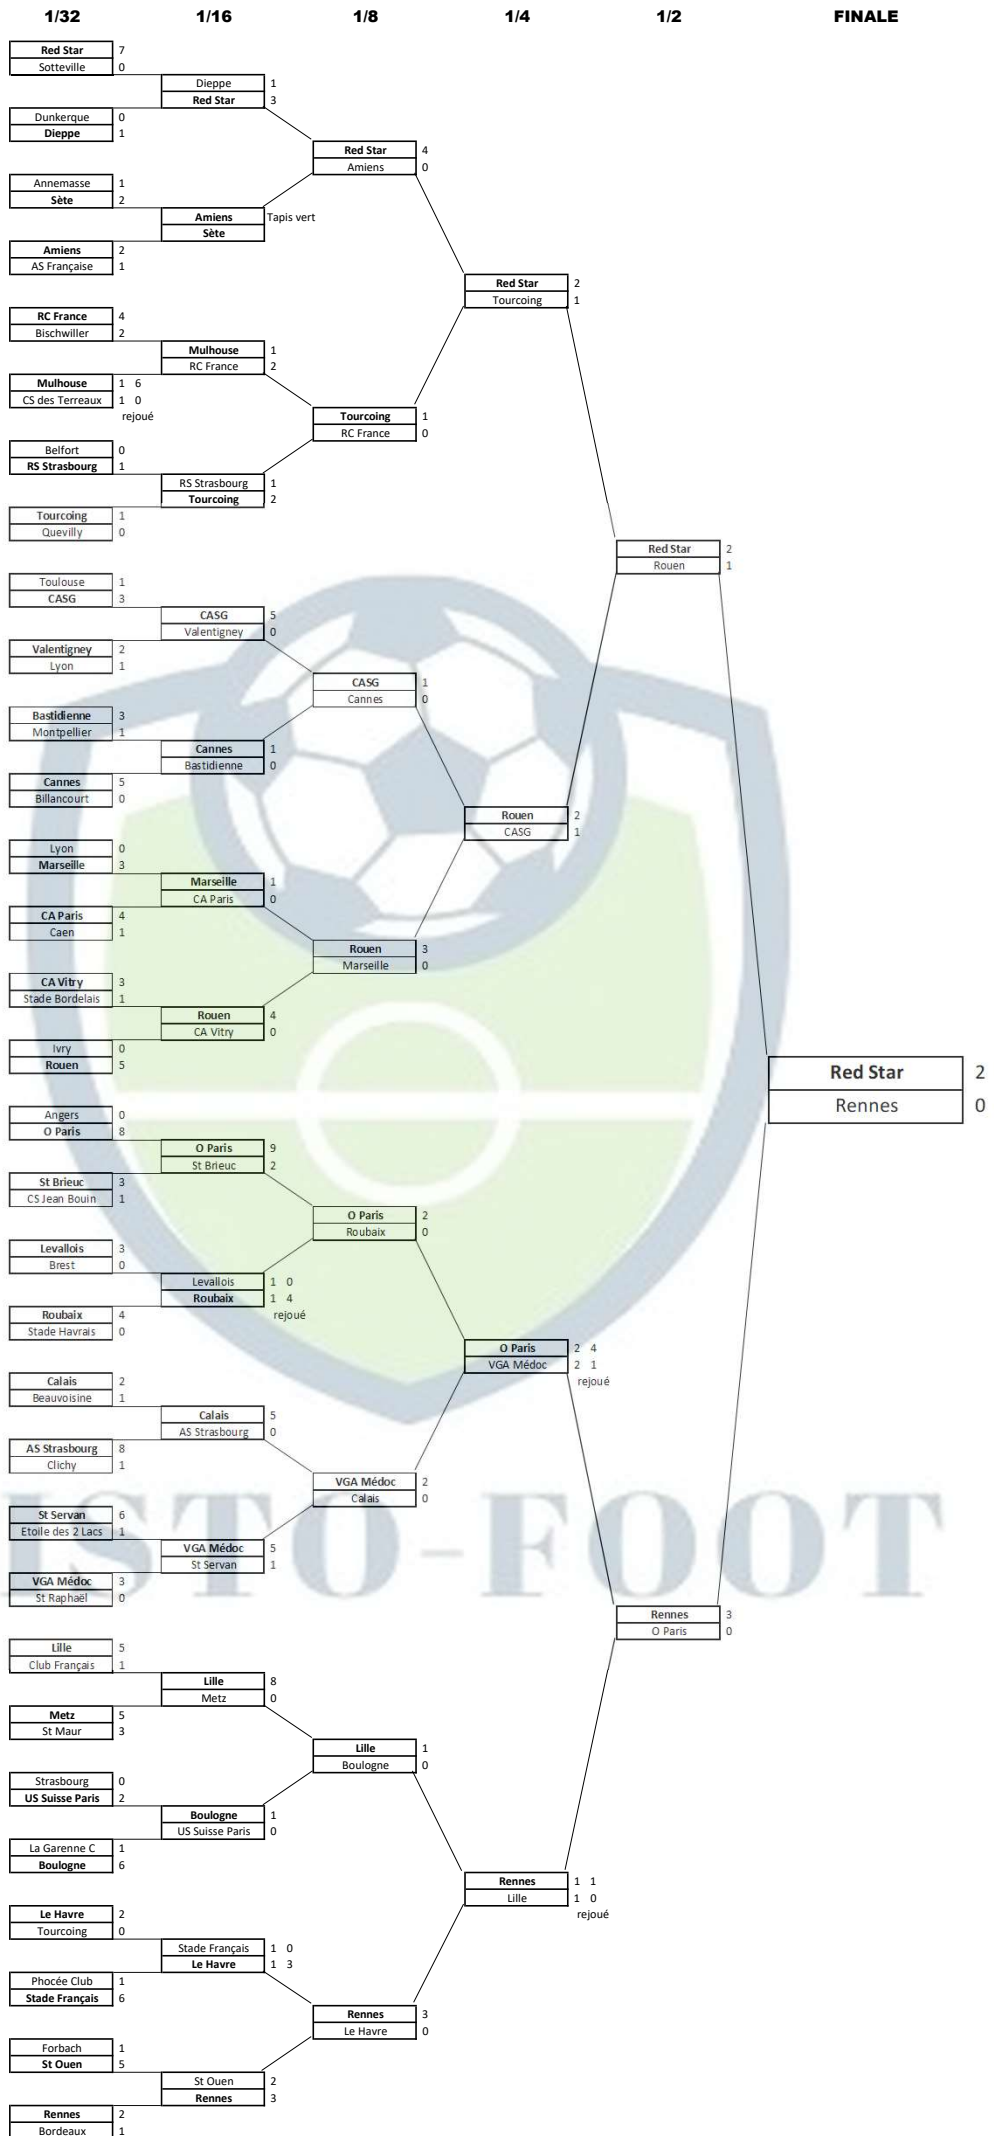 1/32 1/16 1/8 1/4 1/2 FINALE
Red Star 7
Sotteville 0
Dieppe 1
Red Star 3
Dunkerque 0
Dieppe 1
Red Star 4
Amiens 0
Annemasse 1
Sète 2
Amiens Tapis vert
Sète
Amiens 2
AS Française 1
Red Star 2
Tourcoing 1
RC France 4
Bischwiller 2
Mulhouse 1
RC France 2
Mulhouse 1 6
CS des Terreaux 1 0
rejoué
Tourcoing 1
RC France 0
Belfort 0
RS Strasbourg 1
RS Strasbourg 1
Tourcoing 2
Tourcoing 1
Quevilly 0
Red Star 2
Rouen 1
Toulouse 1
CASG 3
CASG 5
Valentigney 0
Valentigney 2
Lyon 1
CASG 1
Cannes 0
Bastidienne 3
Montpellier 1
Cannes 1
Bastidienne 0
Cannes 5
Billancourt 0
Rouen 2
CASG 1
Lyon 0
Marseille 3
Marseille 1
CA Paris 0
CA Paris 4
Caen 1
Rouen 3
Marseille 0
CA Vitry 3
Stade Bordelais 1
Rouen 4
CA Vitry 0
Ivry 0
Rouen 5
Red Star 2
Rennes 0
Angers 0
O Paris 8
O Paris 9
St Brieuc 2
St Brieuc 3
CS Jean Bouin 1
O Paris 2
Roubaix 0
Levallois 3
Brest 0
Levallois 1 0
Roubaix 1 4
rejoué
Roubaix 4
Stade Havrais 0
O Paris 2 4
VGA Médoc 2 1
rejoué
Calais 2
Beauvoisine 1
Calais 5
AS Strasbourg 0
AS Strasbourg 8
Clichy 1
VGA Médoc 2
Calais 0
ISTO-FOOT
St Servan 6
Etoile des 2 Lacs 1
VGA Médoc 5
St Servan 1
VGA Médoc 3
St Raphaël 0
Rennes 3
O Paris 0
Lille 5
Club Français 1
Lille 8
Metz 0
Metz 5
St Maur 3
Lille 1
Boulogne 0
Strasbourg 0
US Suisse Paris 2
Boulogne 1
US Suisse Paris 0
La Garenne C 1
Boulogne 6
Rennes 1 1
Lille 1 0
rejoué
Le Havre 2
Tourcoing 0
Stade Français 1 0
Le Havre 1 3
Phocée Club 1
Stade Français 6
Rennes 3
Le Havre 0
Forbach 1
St Ouen 5
St Ouen 2
Rennes 3
Rennes 2
Bordeaux 1